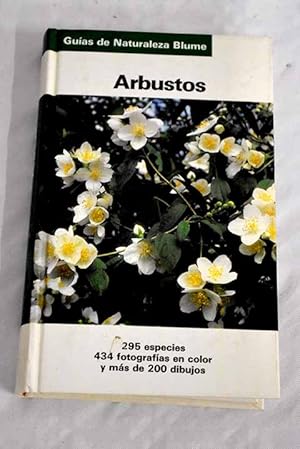 Guías de Naturaleza Blume
Arbustos
295 especies
434 fotografías en color
y más de 200 dibujos